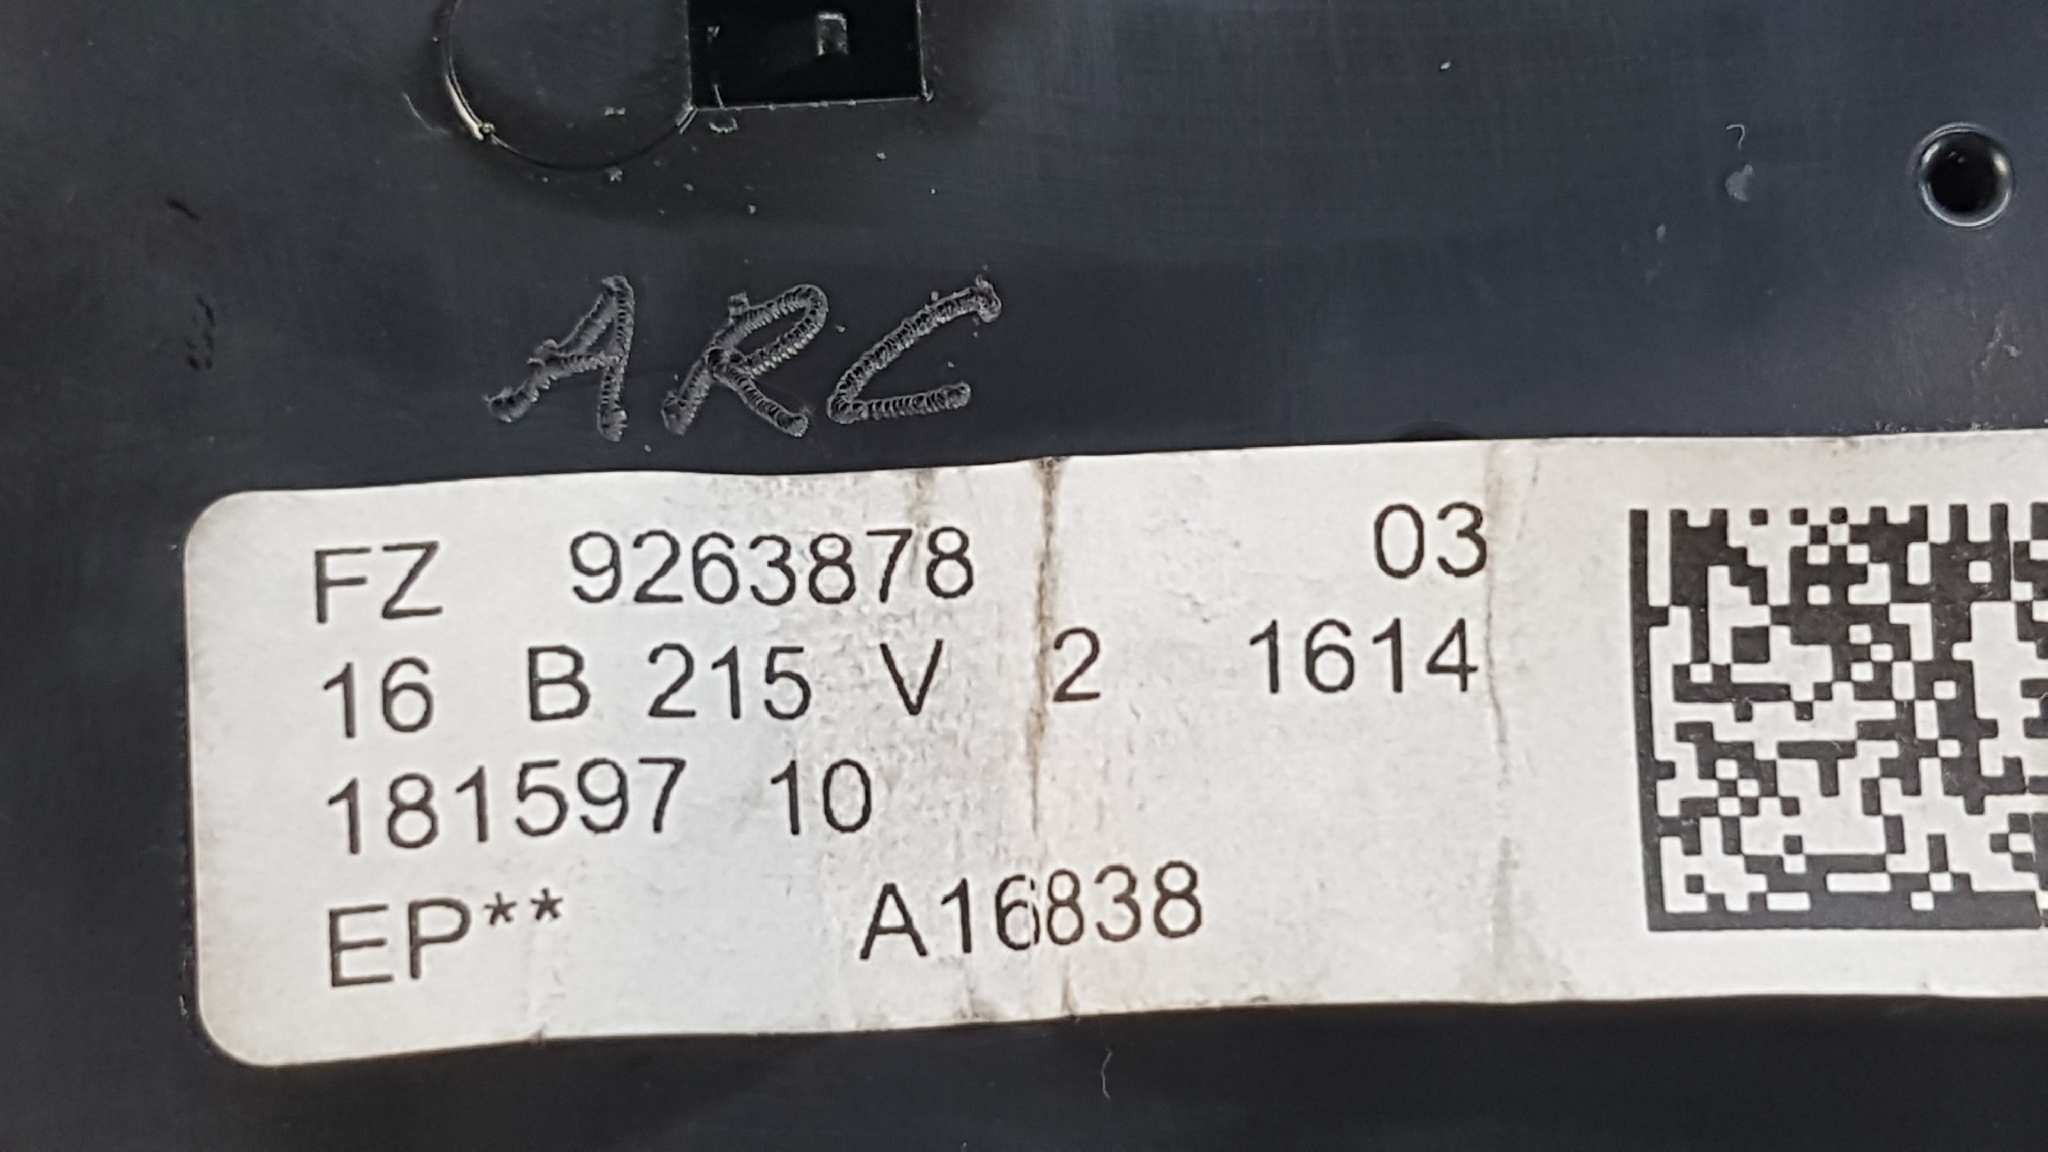 ARC
FZ 9263878 03
16 B 215 V 2 1614
181597 10
EP** A16838